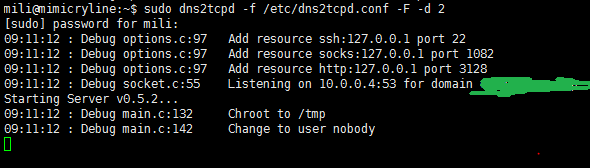 mili@mimicryline:~$ sudo dns2tcpd -f /etc/dns2tcpd.conf -F -d 2
[sudo] password for mili:
09:11:12 : Debug options.c:97   Add resource ssh:127.0.0.1 port 22
09:11:12 : Debug options.c:97   Add resource socks:127.0.0.1 port 1082
09:11:12 : Debug options.c:97   Add resource http:127.0.0.1 port 3128
09:11:12 : Debug socket.c:55    Listening on 10.0.0.4:53 for domain
Starting Server v0.5.2...
09:11:12 : Debug main.c:132     Chroot to /tmp
09:11:12 : Debug main.c:142     Change to user nobody